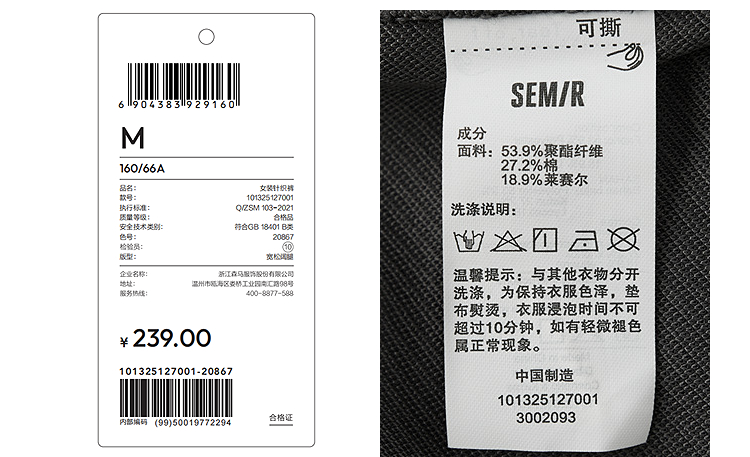 6 904383 929160
M
160/66A
品名: 女装针织裤
款号: 101325127001
执行标准: Q/ZSM 103-2021
质量等级: 合格品
安全技术类别: 符合GB 18401 B类
色号: 20867
检验员: 10
版型: 宽松阔腿
企业名称: 浙江森马服饰股份有限公司
地址: 温州市瓯海区娄桥工业园南汇路98号
服务热线: 400-8877-588
¥ 239.00
101325127001-20867
内部编码 (99)50019772294
合格证
可撕
SEMIR
成分
面料: 53.9%聚酯纤维
27.2%棉
18.9%莱赛尔
洗涤说明:
温馨提示: 与其他衣物分开
洗涤, 为保持衣服色泽, 垫
布熨烫, 衣服浸泡时间不可
超过10分钟, 如有轻微褪色
属正常现象。
中国制造
101325127001
3002093